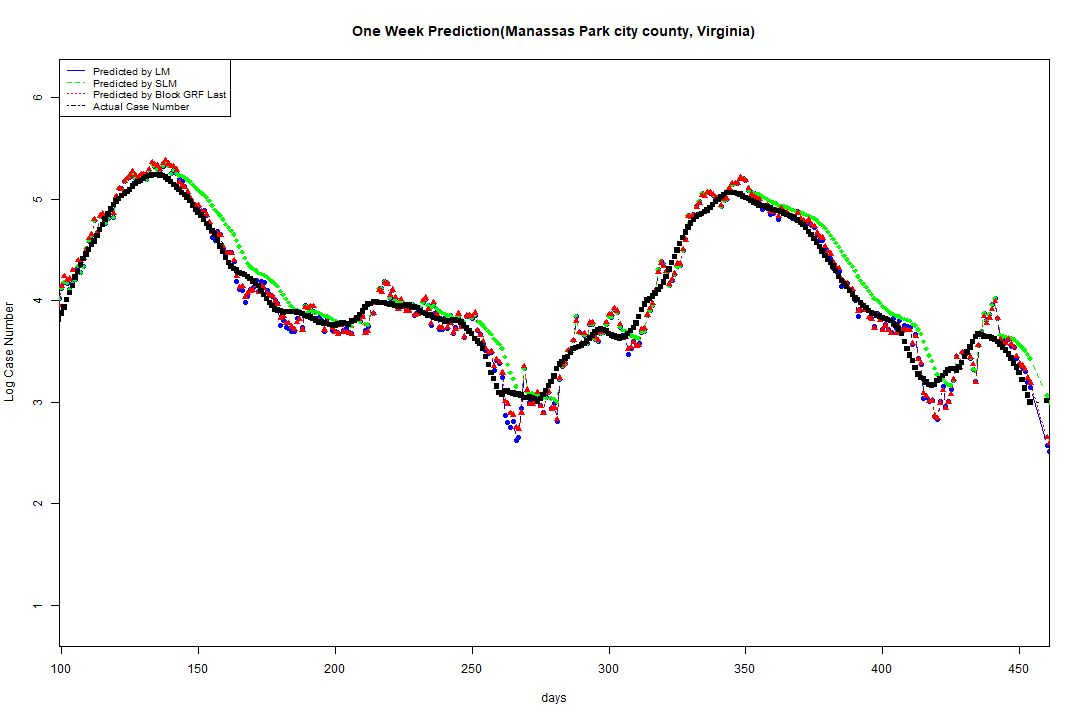 One Week Prediction(Manassas Park city county, Virginia)
Predicted by LM
Predicted by SLM
Predicted by Block GRF Last
Actual Case Number
6
5
4
3
2
1
Log Case Number
100 150 200 250 300 350 400 450
days